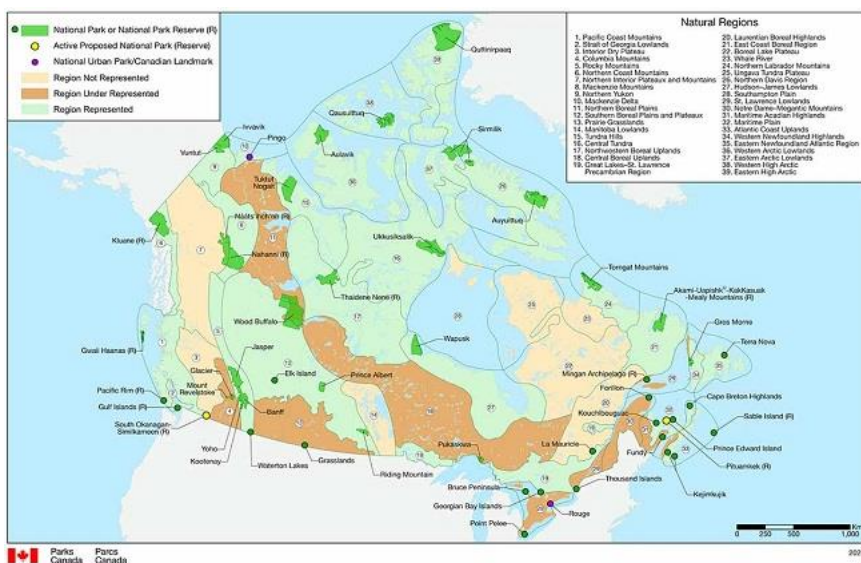 National Park or National Park Reserve (R)
Active Proposed National Park (Reserve)
National Urban Park/Canadian Landmark
Region Not Represented
Region Under Represented
Region Represented
Natural Regions
1. Pacific Coast Mountains
2. Strait of Georgia Lowlands
3. Interior Dry Plateau
4. Columbia Mountains
5. Rocky Mountains
6. Northern Coast Mountains
7. Northern Interior Plateaux and Mountains
8. Mackenzie Mountains
9. Northern Yukon
10. Mackenzie Delta
11. Northern Boreal Plains
12. Southern Boreal Plains and Plateaux
13. Prairie Grasslands
14. Manitoba Lowlands
15. Tundra Hills
16. Central Tundra
17. Northwestern Boreal Uplands
18. Central Boreal Uplands
19. Great Lakes-St. Lawrence
Precambrian Region
20. Laurentian Boreal Highlands
21. East Coast Boreal Region
22. Boreal Lake Plateau
23. Whale River
24. Northern Labrador Mountains
25. Ungava Tundra Plateau
26. Northern Davis Region
27. Hudson-James Lowlands
28. Southampton Plain
29. St. Lawrence Lowlands
30. Notre Dame-Megantic Mountains
31. Maritime Acadian Highlands
32. Maritime Plain
33. Atlantic Coast Uplands
34. Western Newfoundland Highlands
35. Eastern Newfoundland Atlantic Region
36. Western Arctic Lowlands
37. Eastern Arctic Lowlands
38. Western High Arctic
39. Eastern High Arctic
Quttinirpaaq
Qausuittuq
Sirmilik
Ivvavik
Pingo
Vuntut
Aulavik
Tuktut
Nogait
Auyuittuq
Nááts'ihch'oh (R)
Ukkusiksalik
Kluane (R)
Nahanni (R)
Torngat Mountains
Thaidene Nene (R)
Akami-Uapishkᵁ-KakKasuak
-Mealy Mountains (R)
Wood Buffalo
Wapusk
Gros Morne
Terra Nova
Gwaii Haanas (R)
Jasper
Mingan Archipelago (R)
Elk Island
Prince Albert
Forillon
Glacier
Mount
Revelstoke
Cape Breton Highlands
Pacific Rim (R)
Kouchibouguac
Gulf Islands (R)
Sable Island (R)
Banff
South Okanagan-
Similkameen (R)
La Mauricie
Prince Edward Island
Pukaskwa
Fundy
Yoho
Pituamkek (R)
Kootenay
Grasslands
Riding Mountain
Waterton Lakes
Bruce Peninsula
Thousand Islands
Kejimkujik
Georgian Bay Islands
Rouge
Point Pelee
0 250 500 1,000
Parks Canada
Parcs Canada